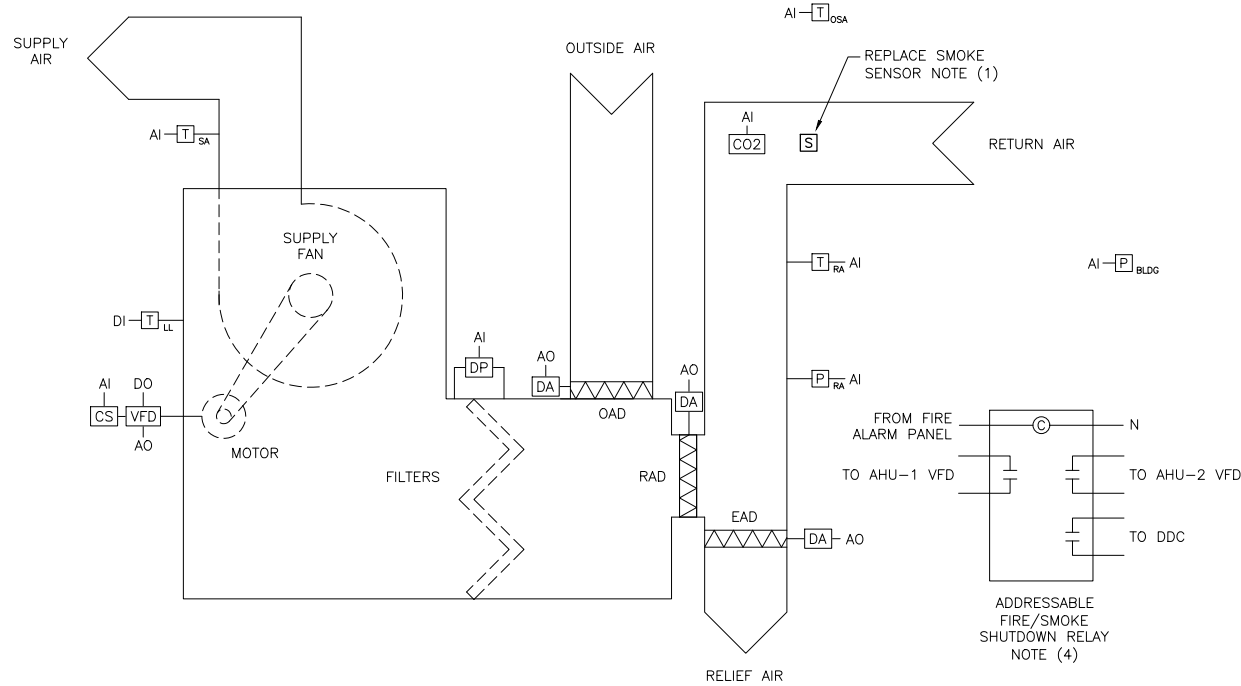 AI T OSA
SUPPLY
AIR
OUTSIDE AIR
REPLACE SMOKE
SENSOR NOTE (1)
AI
CO2
S
RETURN AIR
AI T SA
SUPPLY
FAN
T RA AI
AI P BLDG
DI T LL
AI
DP
AO
DA
OAD
AO
DA
P RA AI
AI DO
CS VFD
AO
MOTOR
FILTERS
RAD
EAD
DA AO
RELIEF AIR
FROM FIRE
ALARM PANEL
C
N
TO AHU-1 VFD
TO AHU-2 VFD
TO DDC
ADDRESSABLE
FIRE/SMOKE
SHUTDOWN RELAY
NOTE (4)